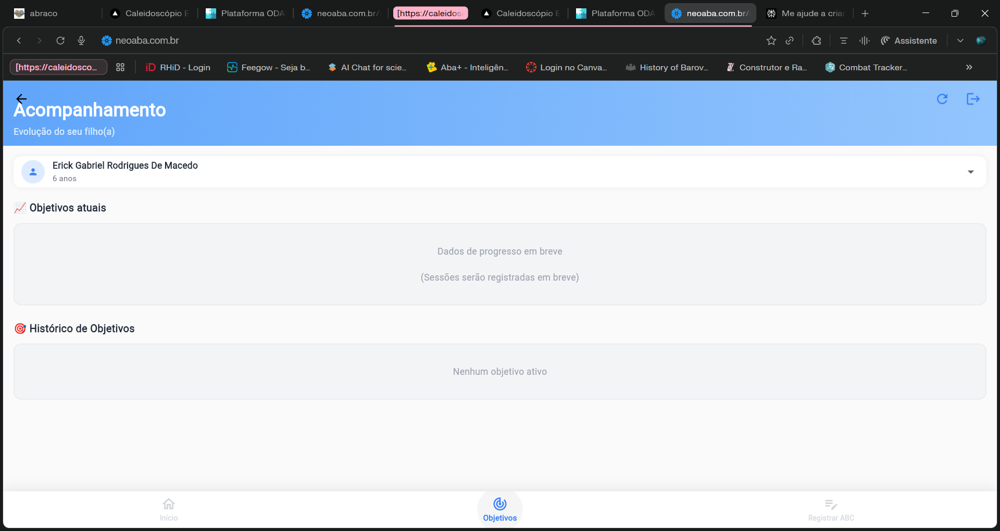 abraco
Caleidoscópio E
Plataforma ODA
neoaba.com.br/
[https://caleidos
Caleidoscópio E
Plataforma ODA
neoaba.com.br/
Me ajude a criar
neoaba.com.br
Assistente
[https://caleidosco...
RHiD - Login
Feegow - Seja b...
AI Chat for scie...
Aba+ - Inteligên...
Login no Canva...
History of Barov...
Construtor e Ra...
Combat Tracker...
Acompanhamento
Evolução do seu filho(a)
Erick Gabriel Rodrigues De Macedo
6 anos
Objetivos atuais
Dados de progresso em breve
(Sessões serão registradas em breve)
Histórico de Objetivos
Nenhum objetivo ativo
Início
Objetivos
Registrar ABC